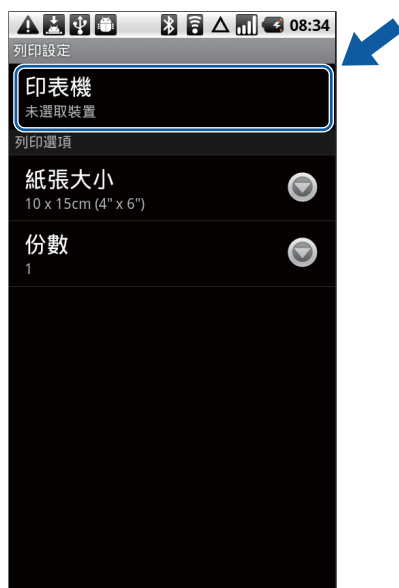 08:34
列印設定
印表機
未選取裝置
列印選項
紙張大小
10 x 15cm (4" x 6")
份數
1